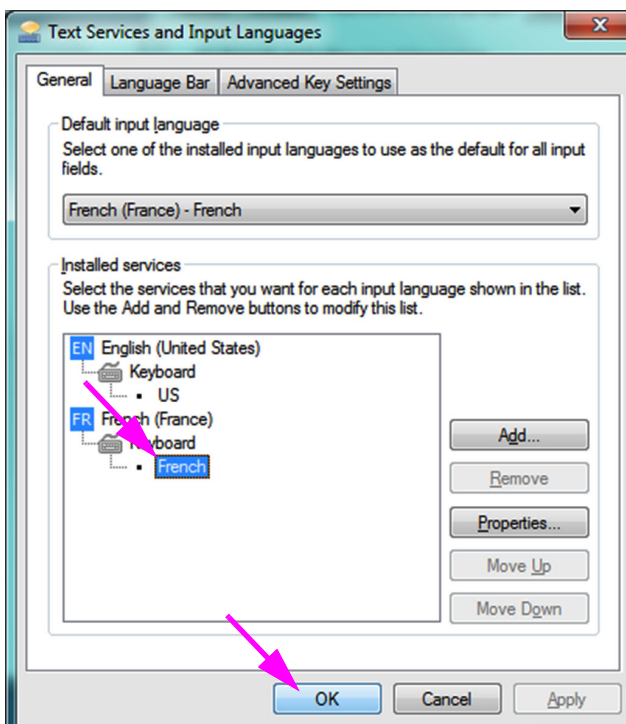 Text Services and Input Languages
General Language Bar Advanced Key Settings
Default input language
Select one of the installed input languages to use as the default for all input
fields.
French (France) - French
Installed services
Select the services that you want for each input language shown in the list.
Use the Add and Remove buttons to modify this list.
EN English (United States)
Keyboard
US
FR French (France)
Keyboard
French
Add...
Remove
Properties...
Move Up
Move Down
OK Cancel Apply